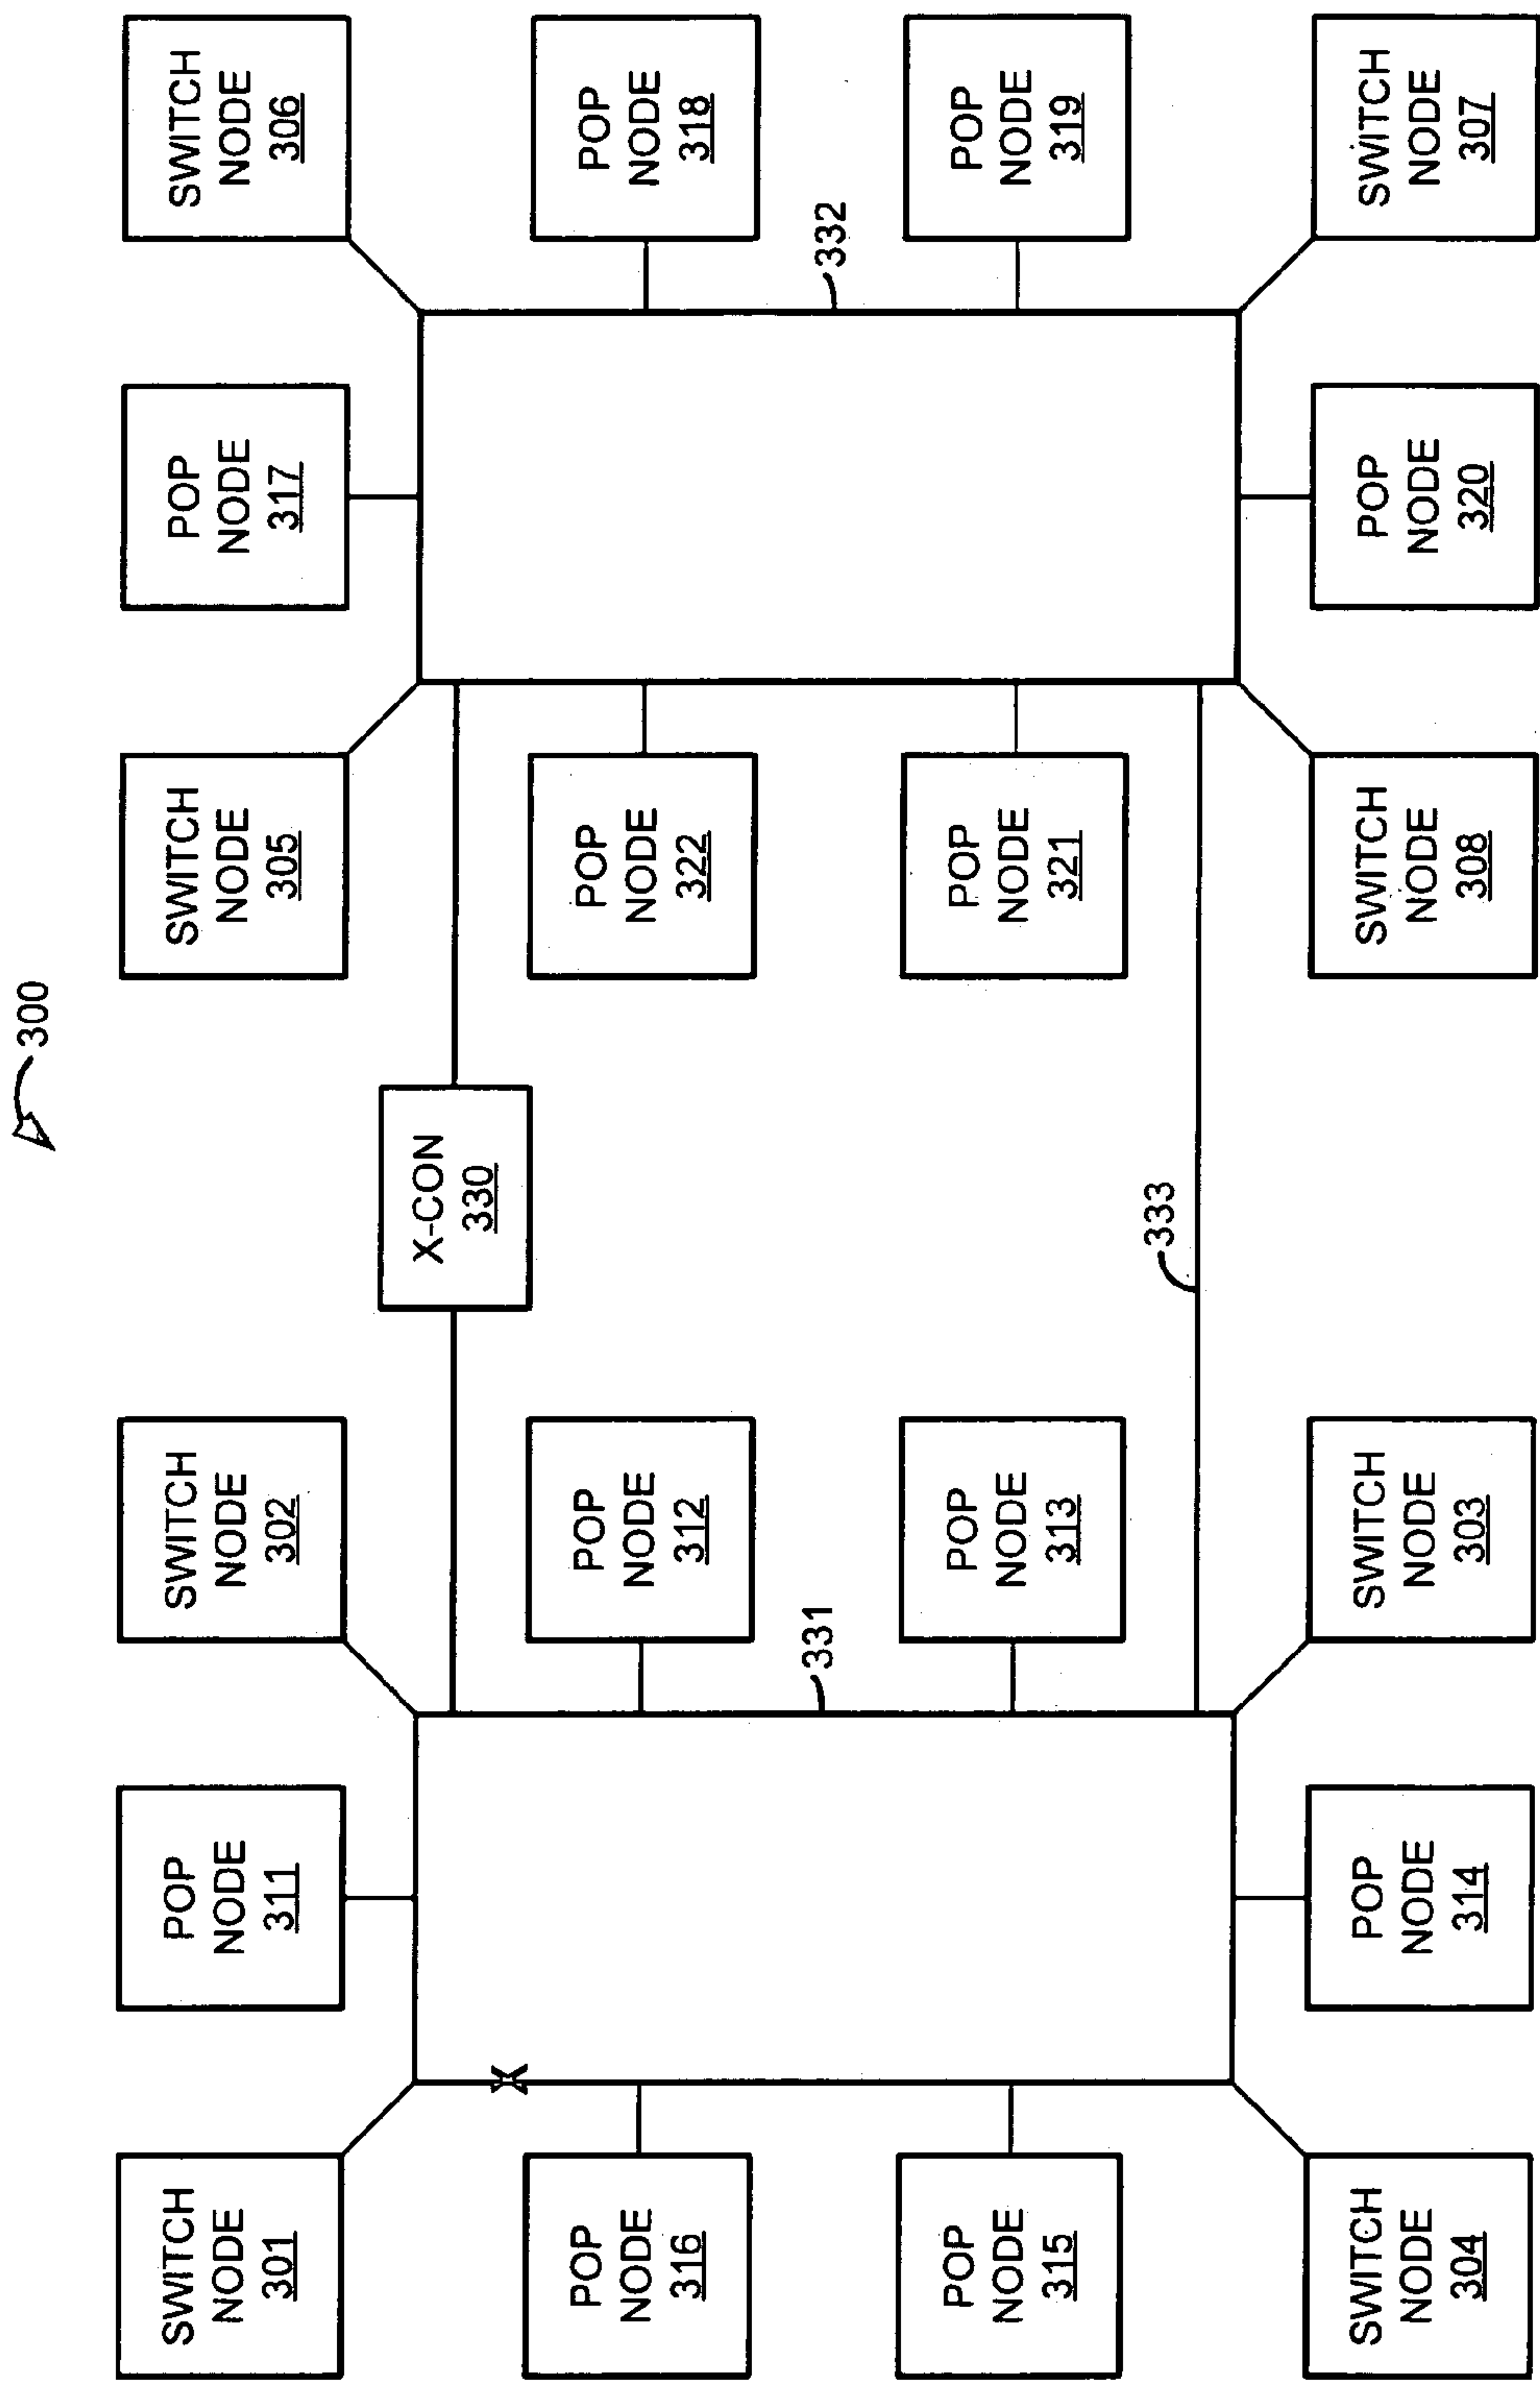 300
SWITCH
NODE
301
POP
NODE
311
SWITCH
NODE
302
SWITCH
NODE
305
POP
NODE
317
SWITCH
NODE
306
X-CON
330
POP
NODE
316
POP
NODE
312
POP
NODE
322
POP
NODE
318
331
332
POP
NODE
315
POP
NODE
313
POP
NODE
321
POP
NODE
319
333
SWITCH
NODE
304
POP
NODE
314
SWITCH
NODE
303
SWITCH
NODE
308
POP
NODE
320
SWITCH
NODE
307